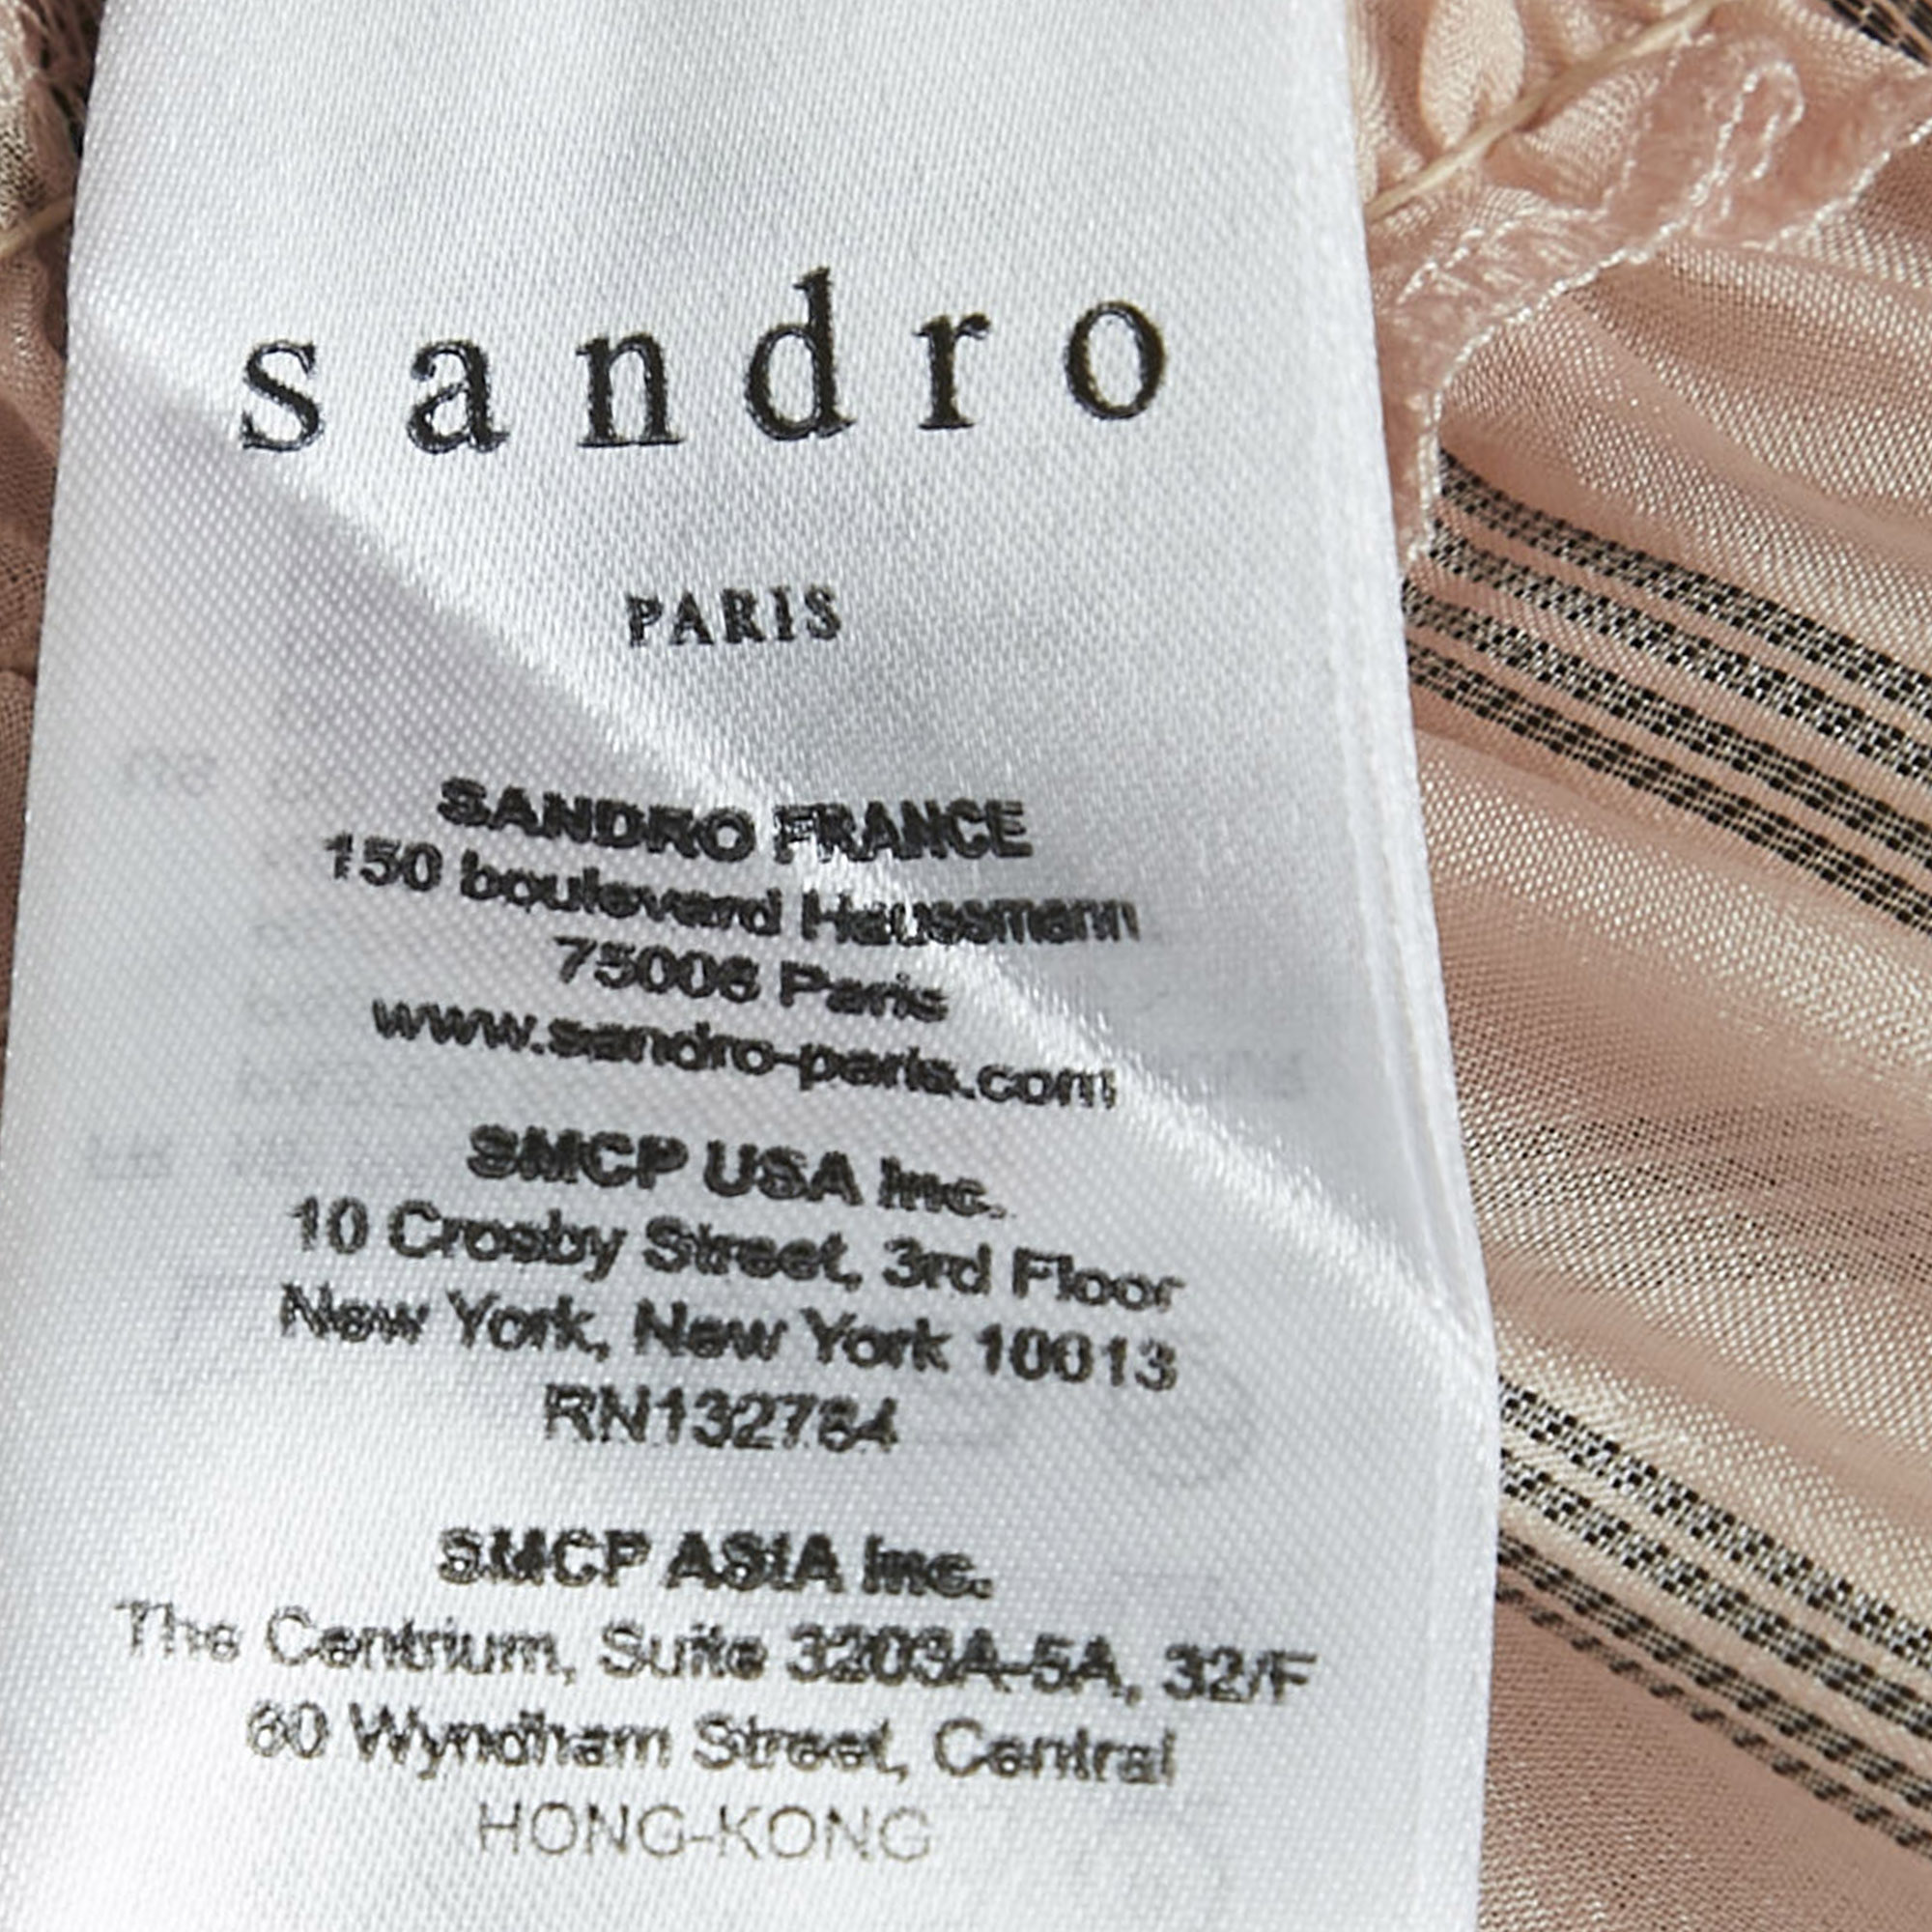 sandro
PARIS
SANDRO FRANCE
150 boulevard Haussmann
75008 Paris
www.sandro-paris.com
SMCP USA Inc.
10 Crosby Street, 3rd Floor
New York, New York 10013
RN132784
SMCP ASIA Inc.
The Centrium, Suite 3203A-5A, 32/F
60 Wyndham Street, Central
HONG-KONG